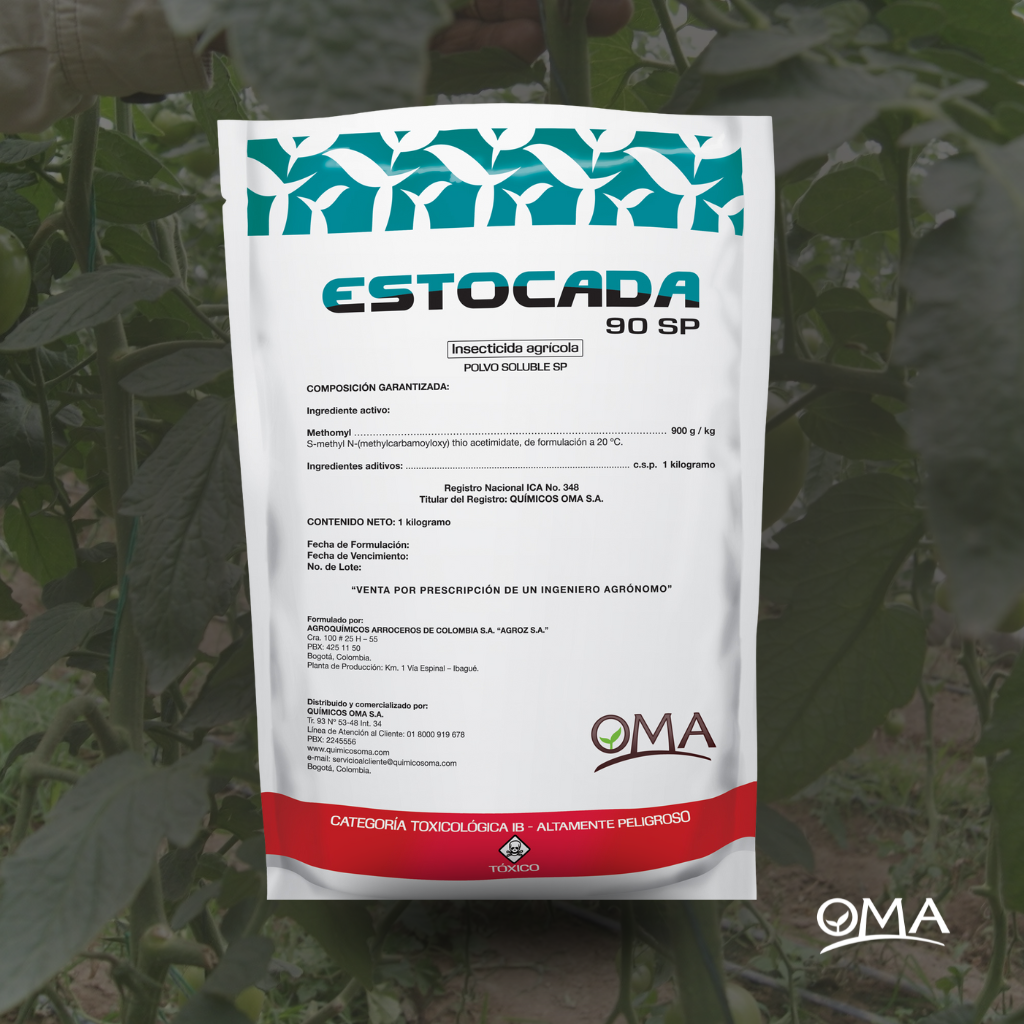 ESTOCADA
90 SP
Insecticida agrícola
POLVO SOLUBLE SP
COMPOSICIÓN GARANTIZADA:
Ingrediente activo:
Methomyl ........................................................................ 900 g / kg
S-methyl N-(methylcarbamoyloxy) thio acetimidate, de formulación a 20 ºC.
Ingredientes aditivos: ........................................................ c.s.p. 1 kilogramo
Registro Nacional ICA No. 348
Titular del Registro: QUÍMICOS OMA S.A.
CONTENIDO NETO: 1 kilogramo
Fecha de Formulación:
Fecha de Vencimiento:
No. de Lote:
“VENTA POR PRESCRIPCIÓN DE UN INGENIERO AGRÓNOMO”
Formulado por:
AGROQUÍMICOS ARROCEROS DE COLOMBIA S.A. “AGROZ S.A.”
Cra. 100 # 25 H – 55
PBX: 425 11 50
Bogotá, Colombia.
Planta de Producción: Km. 1 Vía Espinal – Ibagué.
Distribuido y comercializado por:
QUÍMICOS OMA S.A.
Tr. 93 Nº 53-48 Int. 34
Línea de Atención al Cliente: 01 8000 919 678
PBX: 2245556
www.quimicosoma.com
e-mail: servicioalcliente@quimicosoma.com
Bogotá, Colombia.
OMA
CATEGORÍA TOXICOLÓGICA IB - ALTAMENTE PELIGROSO
TÓXICO
OMA